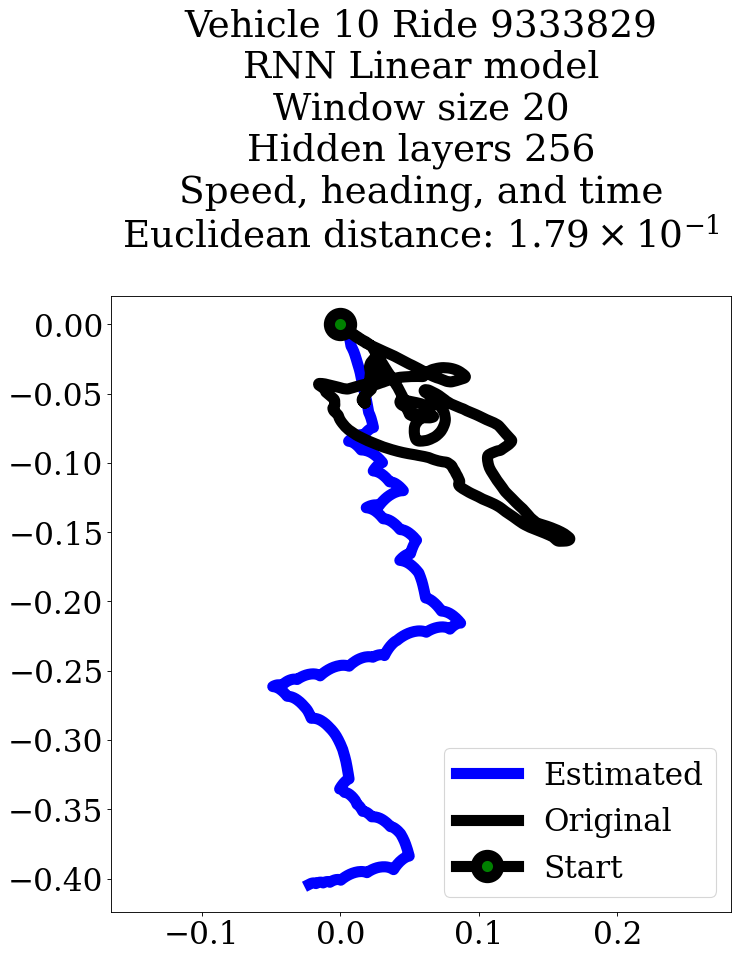 Vehicle 10 Ride 9333829
RNN Linear model
Window size 20
Hidden layers 256
Speed, heading, and time
Euclidean distance: 1.79 × 10⁻¹
0.00
−0.05
−0.10
−0.15
−0.20
−0.25
−0.30
−0.35
−0.40
Estimated
Original
Start
−0.1 0.0 0.1 0.2